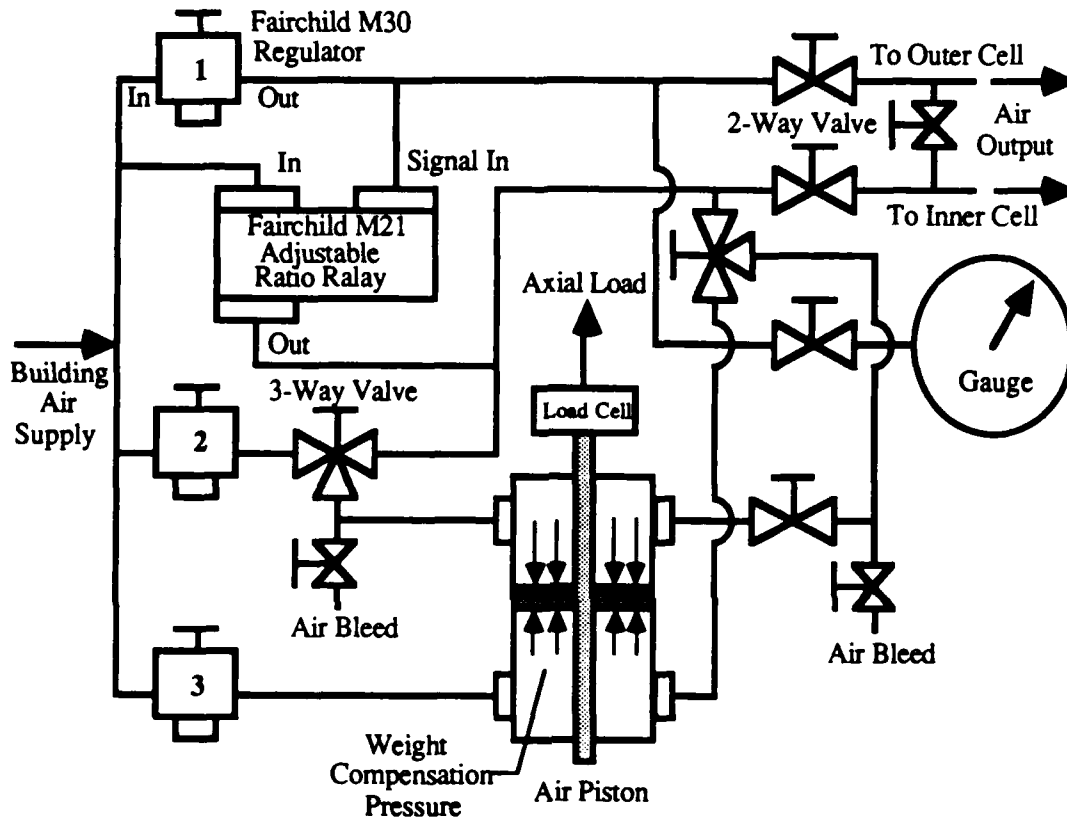 Fairchild M30
Regulator
1
In
Out
To Outer Cell
2-Way Valve
Air
Output
In
Signal In
Fairchild M21
Adjustable
Ratio Ralay
To Inner Cell
Axial Load
Out
Building
Air
Supply
3-Way Valve
Load Cell
Gauge
2
Air Bleed
Air Bleed
3
Weight
Compensation
Pressure
Air Piston